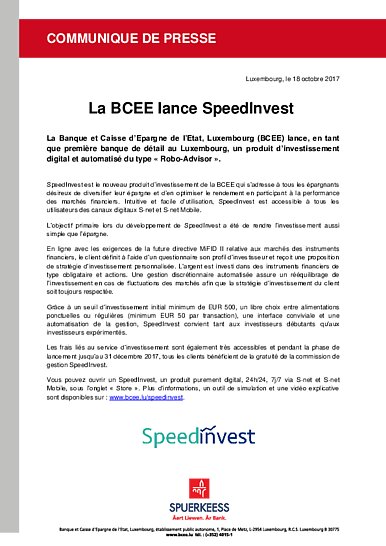 COMMUNIQUE DE PRESSE
Luxembourg, le 18 octobre 2017
La BCEE lance SpeedInvest
La Banque et Caisse d'Epargne de l'Etat, Luxembourg (BCEE) lance, en tant
que première banque de détail au Luxembourg, un produit d'investissement
digital et automatisé du type « Robo-Advisor ».
SpeedInvest est le nouveau produit d'investissement de la BCEE qui s'adresse à tous les épargnants
désireux de diversifier leur épargne et d'en optimiser le rendement en participant à la performance
des marchés financiers. Intuitive et facile d'utilisation, SpeedInvest est accessible à tous les
utilisateurs des canaux digitaux S-net et S-net Mobile.
L'objectif primaire lors du développement de SpeedInvest a été de rendre l'investissement aussi
simple que l'épargne.
En ligne avec les exigences de la future directive MiFID II relative aux marchés des instruments
financiers, le client définit à l'aide d'un questionnaire son profil d'investisseur et reçoit une proposition
de stratégie d'investissement personnalisée. L'argent est investi dans des instruments financiers de
type obligataire et actions. Une gestion discrétionnaire automatisée assure un rééquilibrage de
l'investissement en cas de fluctuations des marchés afin que la stratégie d'investissement du client
soit toujours respectée.
Grâce à un seuil d'investissement initial minimum de EUR 500, un libre choix entre alimentations
ponctuelles ou régulières (minimum EUR 50 par transaction), une interface conviviale et une
automatisation de la gestion, SpeedInvest convient tant aux investisseurs débutants qu'aux
investisseurs expérimentés.
Les frais liés au service d'investissement sont également très accessibles et pendant la phase de
lancement jusqu'au 31 décembre 2017, tous les clients bénéficient de la gratuité de la commission de
gestion SpeedInvest.
Vous pouvez ouvrir un SpeedInvest, un produit purement digital, 24h/24, 7j/7 via S-net et S-net
Mobile, sous l'onglet « Store ». Plus d'informations, un outil de simulation et une vidéo explicative
sont disponibles sur : www.bcee.lu/speedinvest.
Speedinvest
SPUERKEESS
Äert Liewen. Är Bank.
Banque et Caisse d'Epargne de l'Etat, Luxembourg, établissement public autonome, 1, Place de Metz, L-2954 Luxembourg, R.C.S. Luxembourg B 30775
www.bcee.lu tél. : (+352) 4015-1